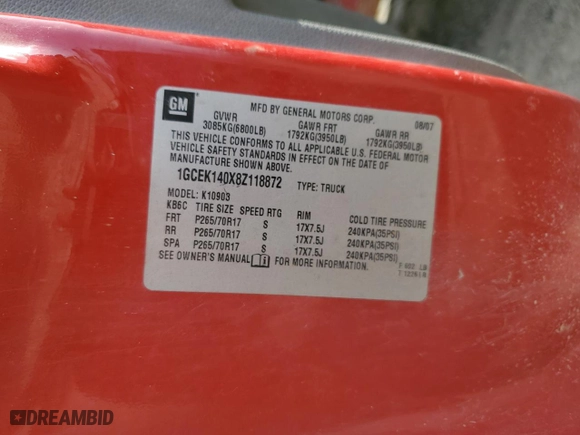 GM
MFD BY GENERAL MOTORS CORP. 08/07
GVWR GAWR FRT GAWR RR
3085KG(6800LB) 1792KG(3950LB) 1792KG(3950LB)
THIS VEHICLE CONFORMS TO ALL APPLICABLE U.S. FEDERAL MOTOR
VEHICLE SAFETY STANDARDS IN EFFECT ON THE DATE OF
MANUFACTURE SHOWN ABOVE.
1GCEK140X8Z118872 TYPE: TRUCK
MODEL: K10903
KB6C TIRE SIZE SPEED RTG RIM COLD TIRE PRESSURE
FRT P265/70R17 S 17X7.5J 240KPA(35PSI)
RR P265/70R17 S 17X7.5J 240KPA(35PSI)
SPA P265/70R17 S 17X7.5J 240KPA(35PSI)
SEE OWNER'S MANUAL FOR MORE INFORMATION.
DREAMBID